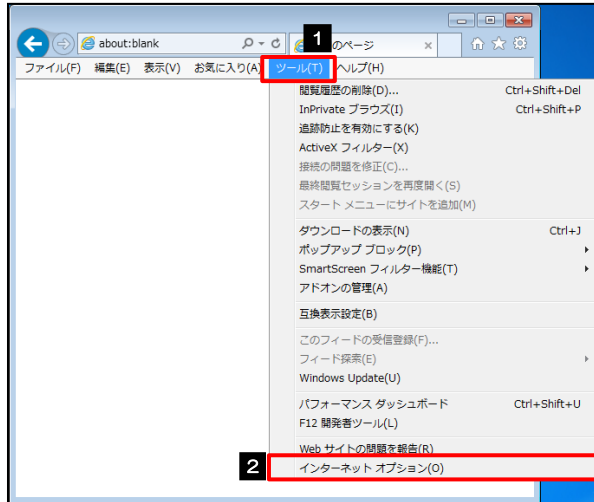 about:blank
1
のページ
ファイル(F) 編集(E) 表示(V) お気に入り(A) ツール(T) ヘルプ(H)
閲覧履歴の削除(D)... Ctrl+Shift+Del
InPrivate ブラウズ(I) Ctrl+Shift+P
追跡防止を有効にする(K)
ActiveX フィルター(X)
接続の問題を修正(C)...
最終閲覧セッションを再度開く(S)
スタート メニューにサイトを追加(M)
ダウンロードの表示(N) Ctrl+J
ポップアップ ブロック(P)
SmartScreen フィルター機能(T)
アドオンの管理(A)
互換表示設定(B)
このフィードの受信登録(F)...
フィード探索(E)
Windows Update(U)
パフォーマンス ダッシュボード Ctrl+Shift+U
F12 開発者ツール(L)
Web サイトの問題を報告(R)
2 インターネット オプション(O)